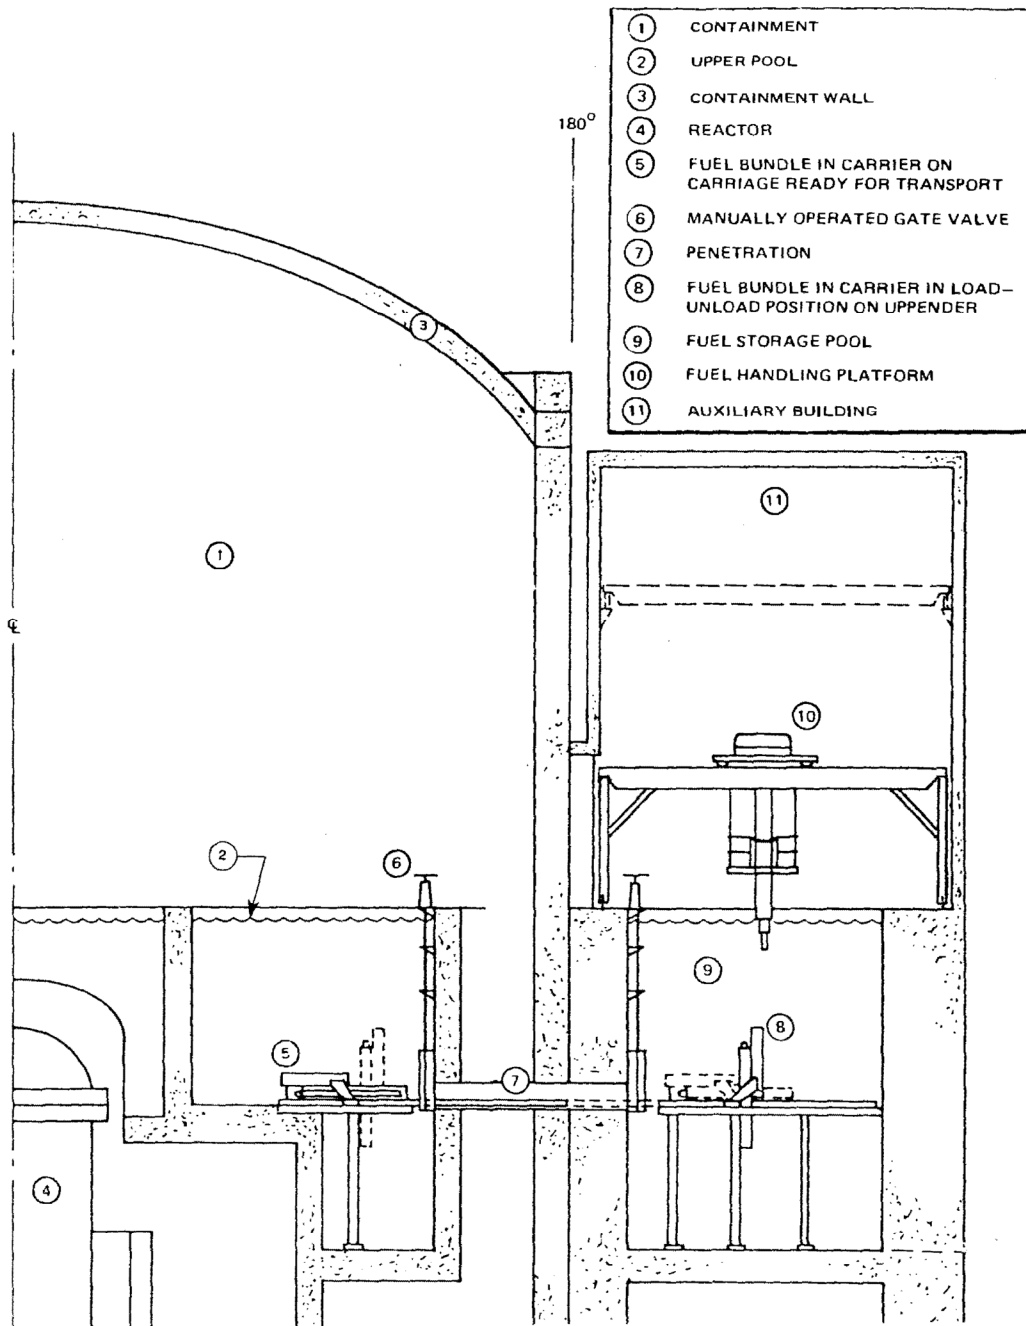 ① CONTAINMENT
② UPPER POOL
③ CONTAINMENT WALL
④ REACTOR
⑤ FUEL BUNDLE IN CARRIER ON
CARRIAGE READY FOR TRANSPORT
⑥ MANUALLY OPERATED GATE VALVE
⑦ PENETRATION
⑧ FUEL BUNDLE IN CARRIER IN LOAD–
UNLOAD POSITION ON UPPENDER
⑨ FUEL STORAGE POOL
⑩ FUEL HANDLING PLATFORM
⑪ AUXILIARY BUILDING
180°
③
⑪
①
℄
⑩
②
⑥
⑨
⑧
⑤
⑦
④